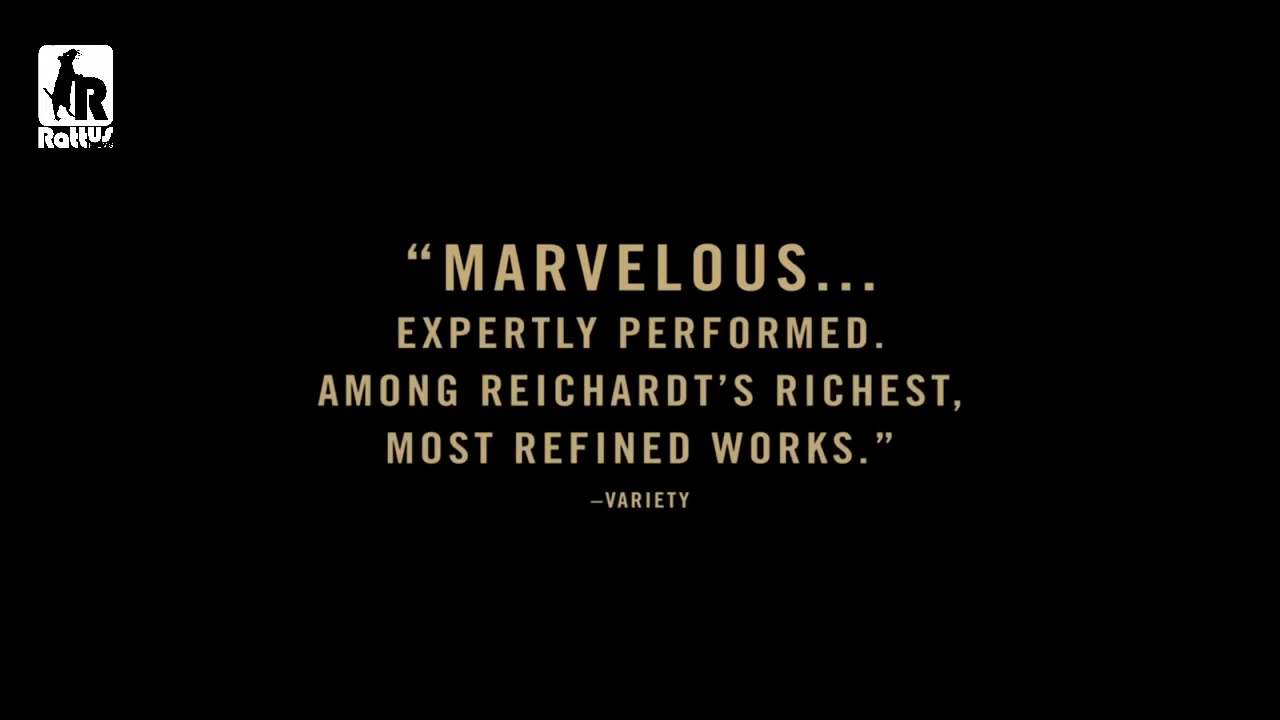 R
Rattus
“MARVELOUS...
EXPERTLY PERFORMED.
AMONG REICHARDT’S RICHEST,
MOST REFINED WORKS.”
–VARIETY